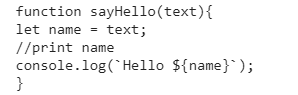 function sayHello(text){
let name = text;
//print name
console.log(`Hello ${name}`);
}